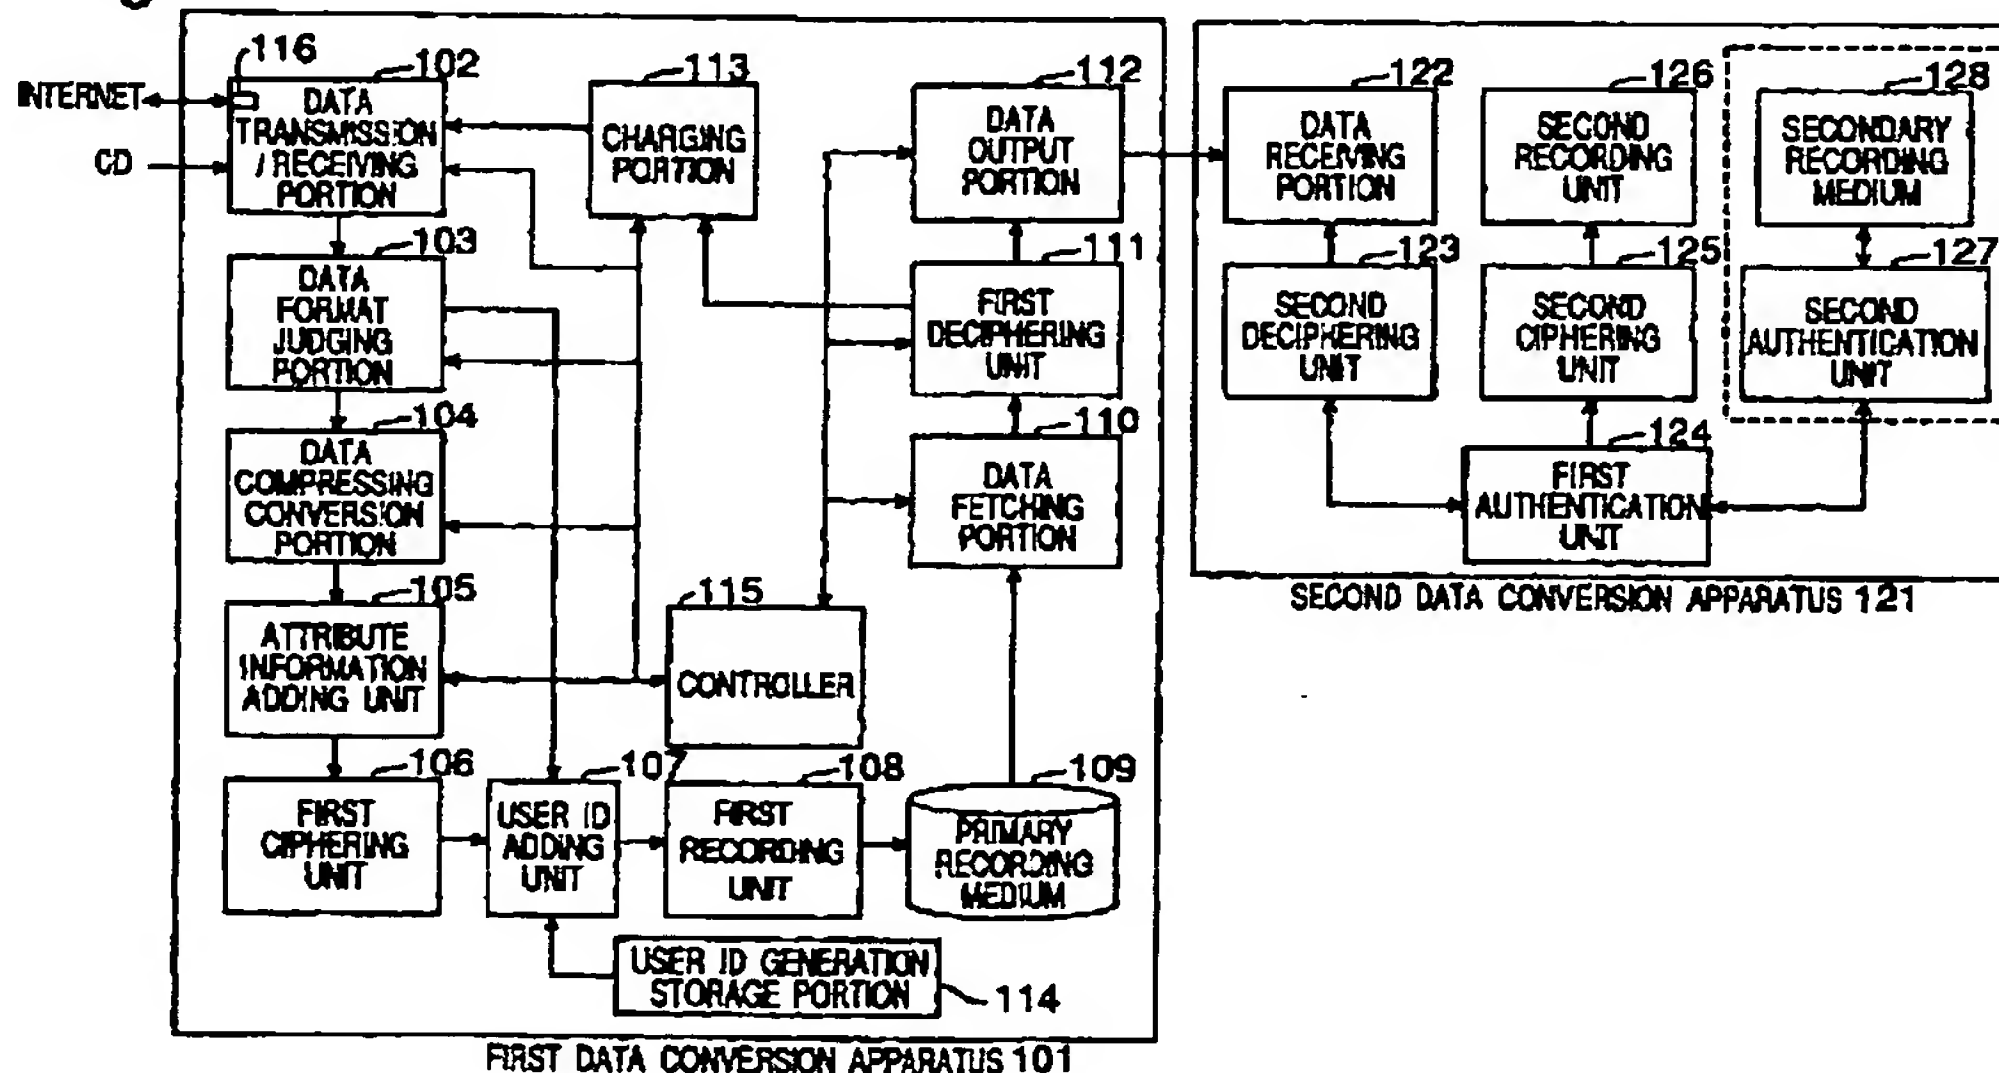 116
INTERNET
CD
102
DATA
TRANSMISSION
/ RECEIVING
PORTION
103
DATA
FORMAT
JUDGING
PORTION
104
DATA
COMPRESSING
CONVERSION
PORTION
105
ATTRIBUTE
INFORMATION
ADDING UNIT
106
FIRST
CIPHERING
UNIT
107
USER ID
ADDING
UNIT
108
FIRST
RECORDING
UNIT
109
PRIMARY
RECORDING
MEDIUM
USER ID GENERATION
STORAGE PORTION
114
115
CONTROLLER
113
CHARGING
PORTION
112
DATA
OUTPUT
PORTION
111
FIRST
DECIPHERING
UNIT
110
DATA
FETCHING
PORTION
FIRST DATA CONVERSION APPARATUS 101
122
DATA
RECEIVING
PORTION
123
SECOND
DECIPHERING
UNIT
126
SECOND
RECORDING
UNIT
125
SECOND
CIPHERING
UNIT
124
FIRST
AUTHENTICATION
UNIT
128
SECONDARY
RECORDING
MEDIUM
127
SECOND
AUTHENTICATION
UNIT
SECOND DATA CONVERSION APPARATUS 121